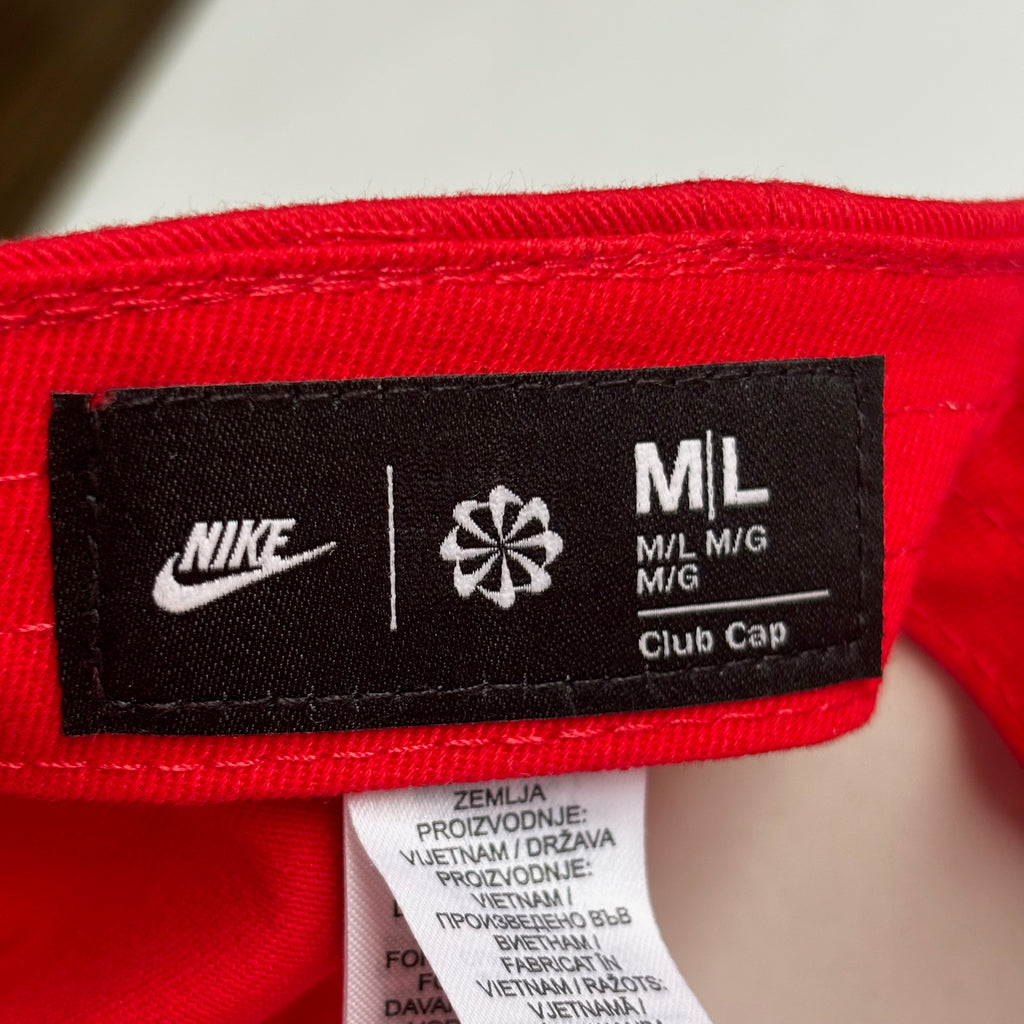 NIKE
M|L
M/L M/G
M/G
Club Cap
ZEMLJA
PROIZVODNJE:
VIJETNAM / DRŽAVA
PROIZVODNJE:
VIETNAM /
ПРОИЗВЕДЕНО ВЪВ
ВИЕТНАМ /
FABRICAT ÎN
VIETNAM / RAŽOTS:
VJETNAMĀ /